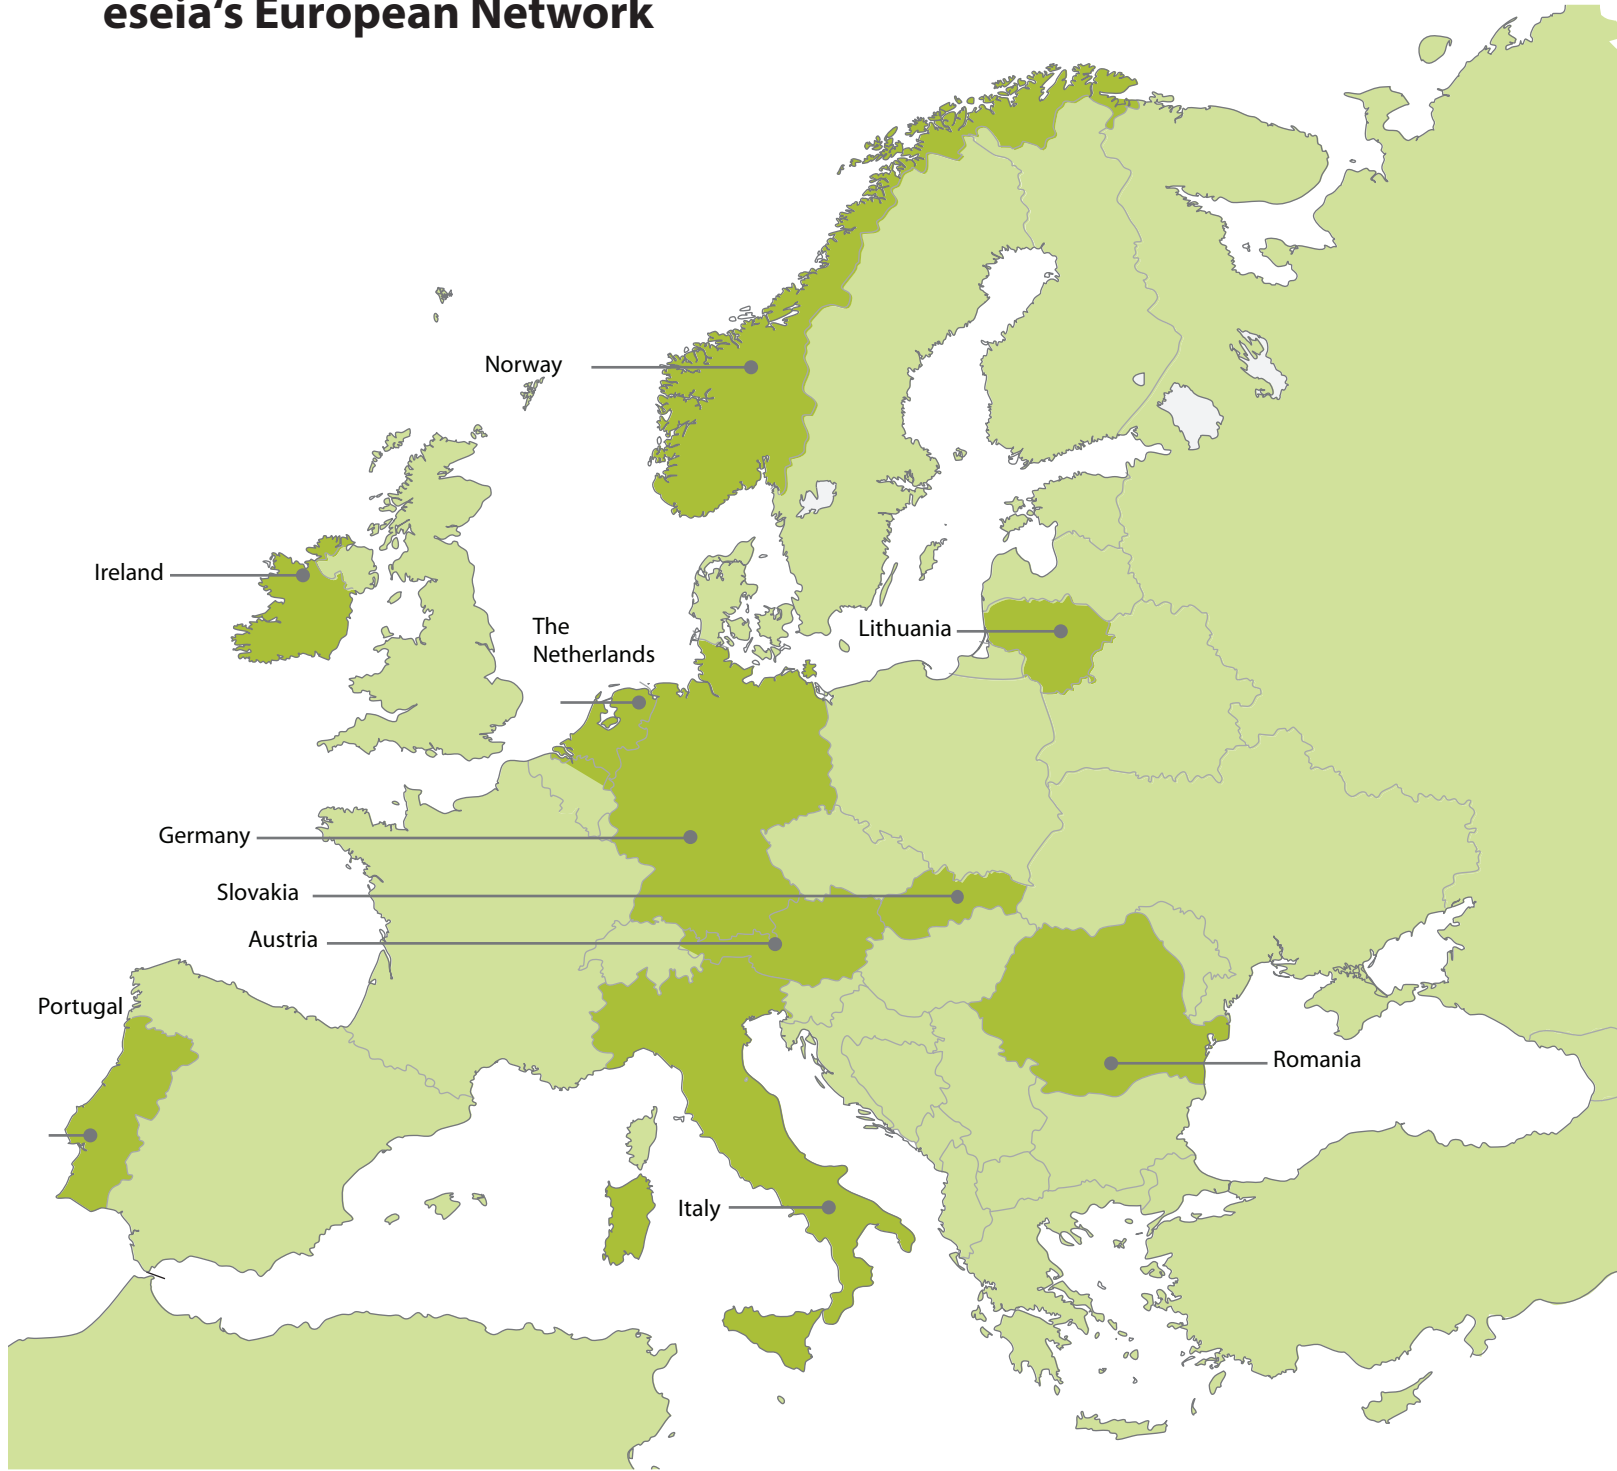 eseia‘s European Network
Norway
Ireland
The
Netherlands
Lithuania
Germany
Slovakia
Austria
Portugal
Romania
Italy